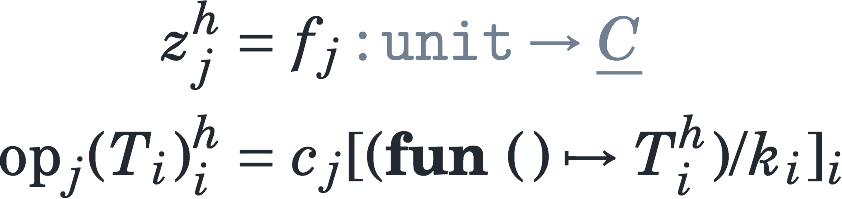 z_j^h = f_j : unit → C
op_j(T_i)_i^h = c_j[(fun () ↦ T_i^h)/k_i]_i